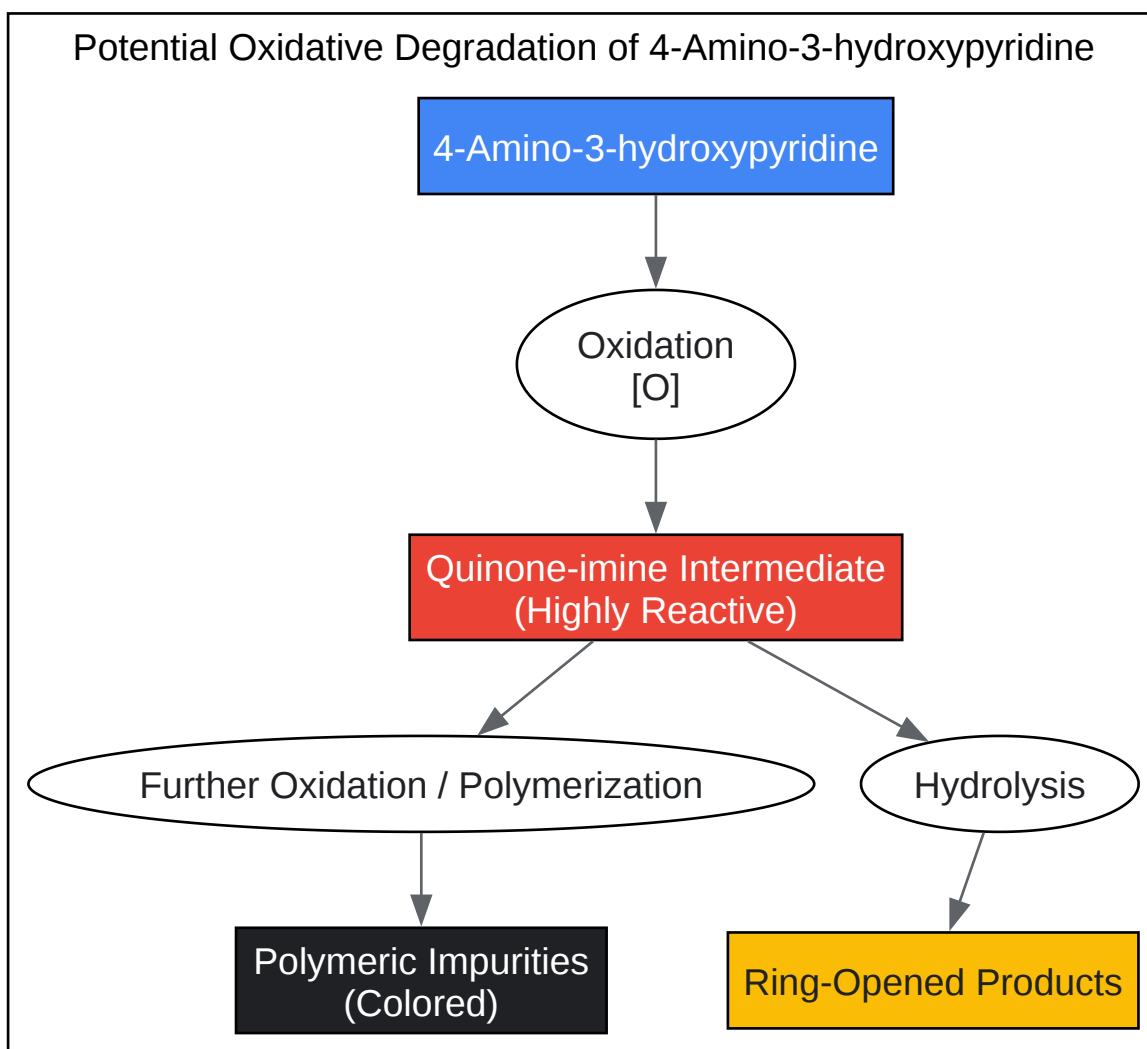 Potential Oxidative Degradation of 4-Amino-3-hydroxypyridine
4-Amino-3-hydroxypyridine
Oxidation
[O]
Quinone-imine Intermediate
(Highly Reactive)
Further Oxidation / Polymerization
Hydrolysis
Polymeric Impurities
(Colored)
Ring-Opened Products